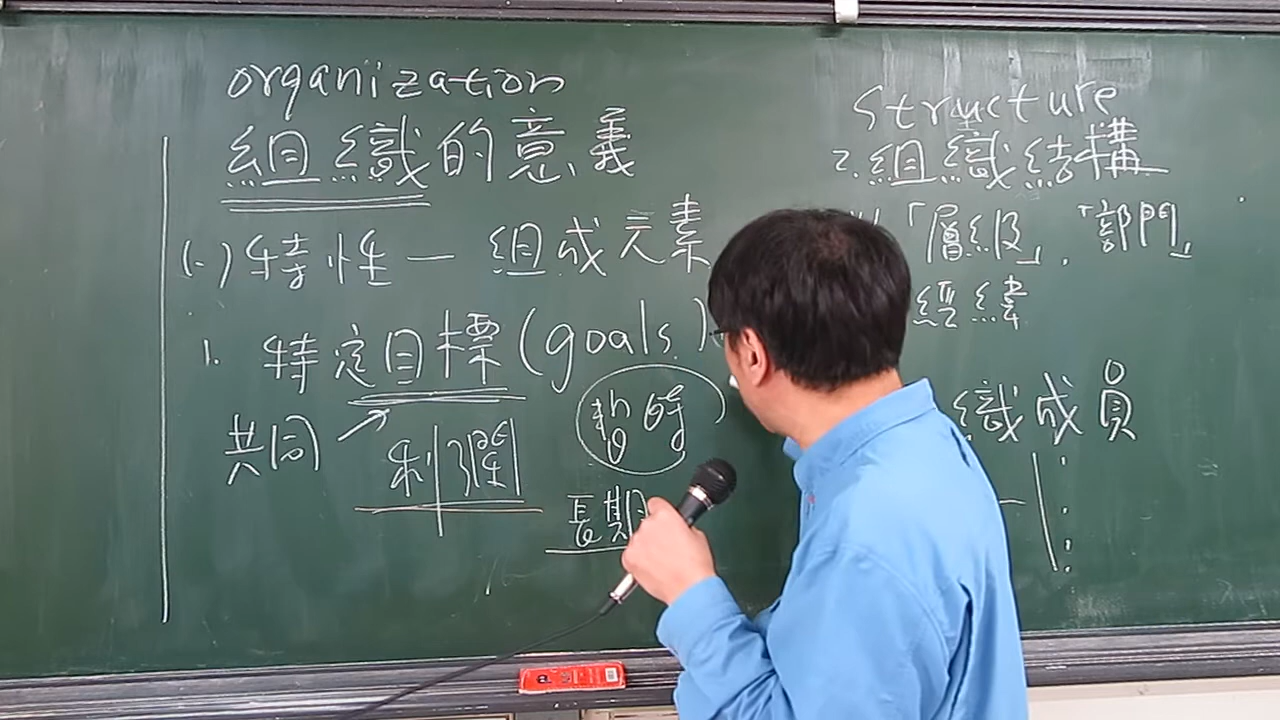 organization
組織的意義
(一)特性—組成元素
1. 特定目標(goals.)
共同
利潤
暫時
長期
structure
2.組織結構
「層級」.「部門」
經緯
織成員